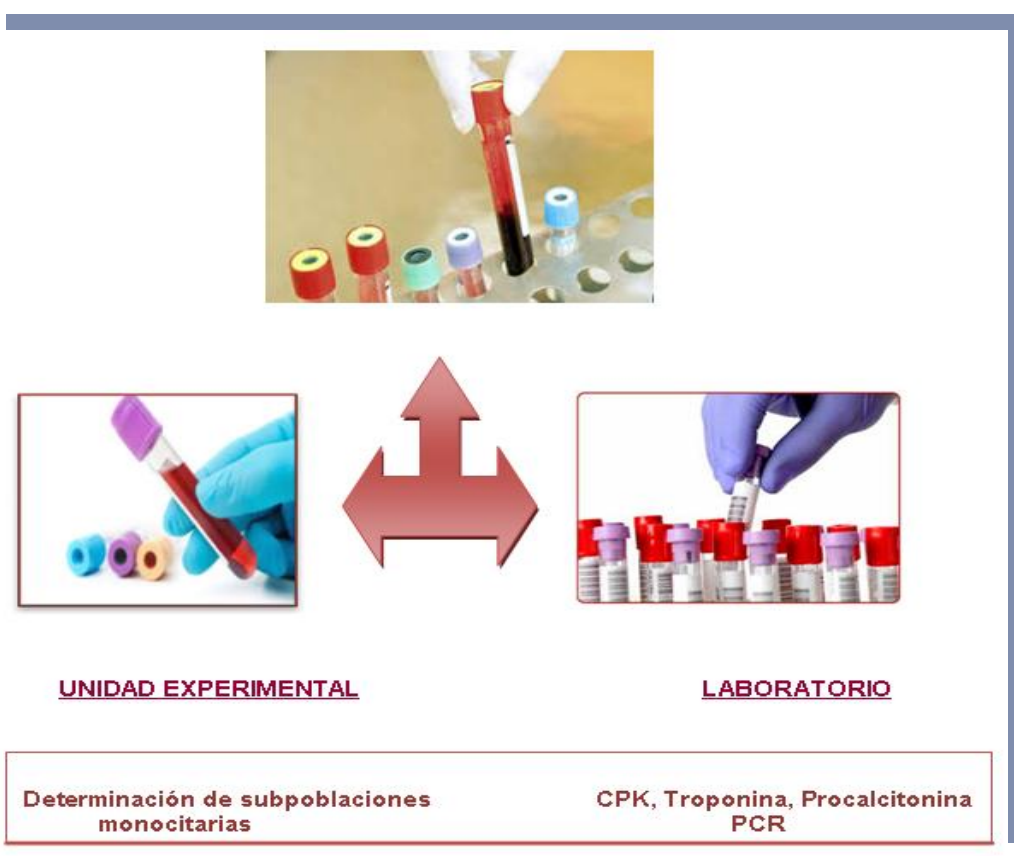 UNIDAD EXPERIMENTAL
LABORATORIO
Determinación de subpoblaciones
monocitarias
CPK, Troponina, Procalcitonina
PCR